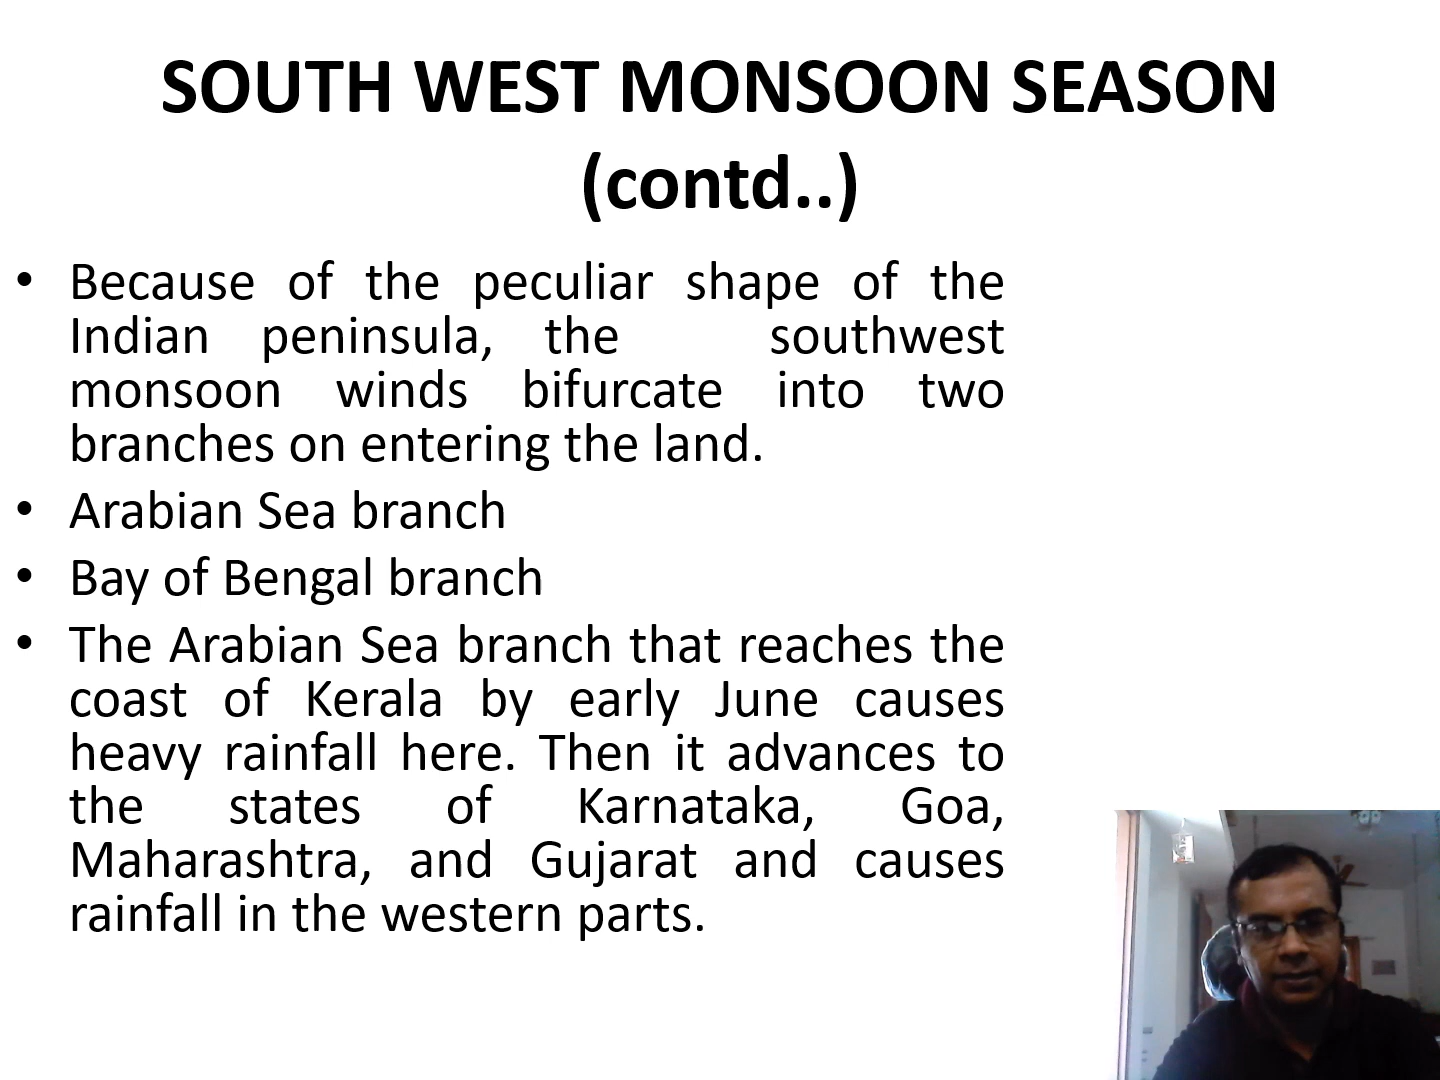 SOUTH WEST MONSOON SEASON
(contd..)
• Because of the peculiar shape of the
Indian peninsula, the southwest
monsoon winds bifurcate into two
branches on entering the land.
• Arabian Sea branch
• Bay of Bengal branch
• The Arabian Sea branch that reaches the
coast of Kerala by early June causes
heavy rainfall here. Then it advances to
the states of Karnataka, Goa,
Maharashtra, and Gujarat and causes
rainfall in the western parts.